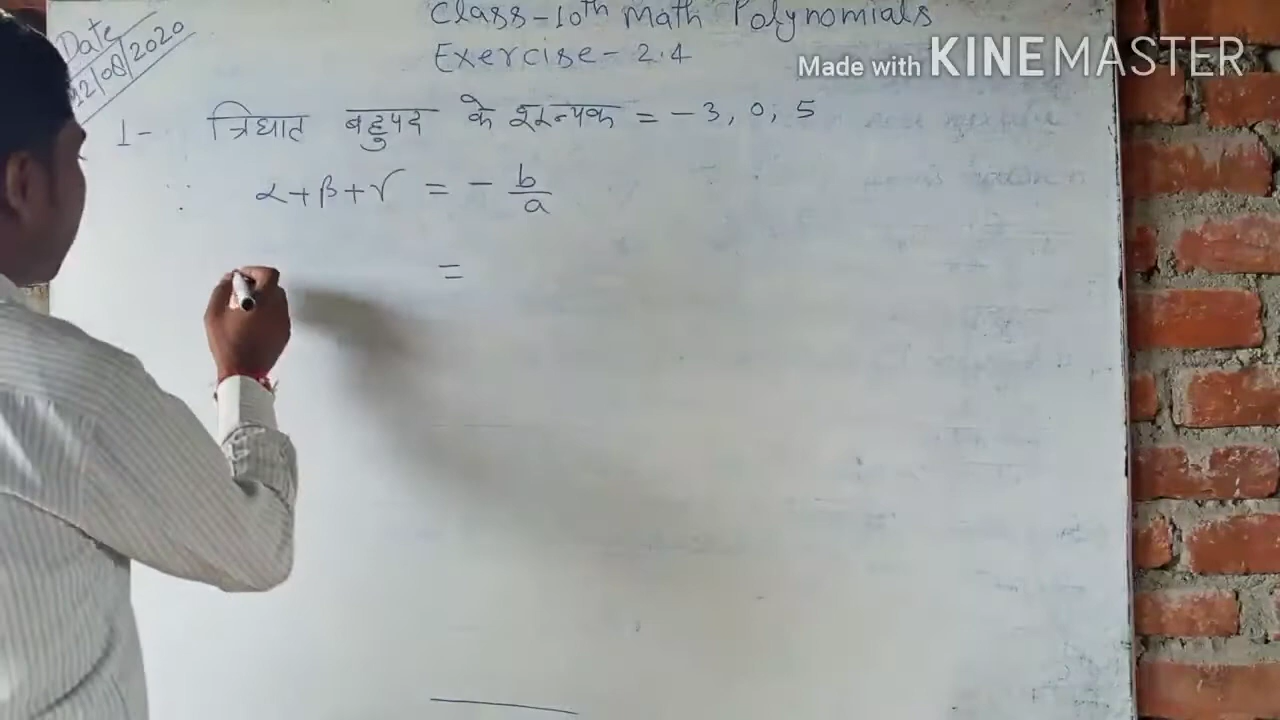 Class-10th Math Polynomials
Date
12/08/2020
Exercise - 2.4
Made with KINEMASTER
1- त्रिघात बहुपद के शून्यक = -3, 0, 5
∵ α+β+γ = - b/a
=